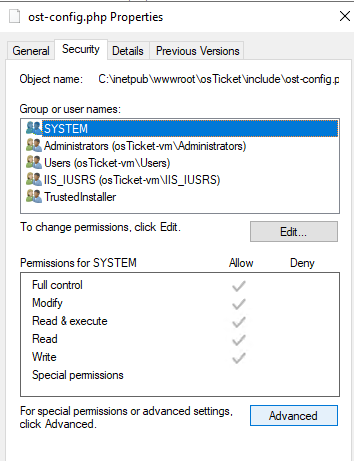 ost-config.php Properties
General Security Details Previous Versions
Object name: C:\inetpub\wwwroot\osTicket\include\ost-config.p
Group or user names:
SYSTEM
Administrators (osTicket-vm\Administrators)
Users (osTicket-vm\Users)
IIS_IUSRS (osTicket-vm\IIS_IUSRS)
TrustedInstaller
To change permissions, click Edit. Edit...
Permissions for SYSTEM Allow Deny
Full control
Modify
Read & execute
Read
Write
Special permissions
For special permissions or advanced settings, Advanced
click Advanced.